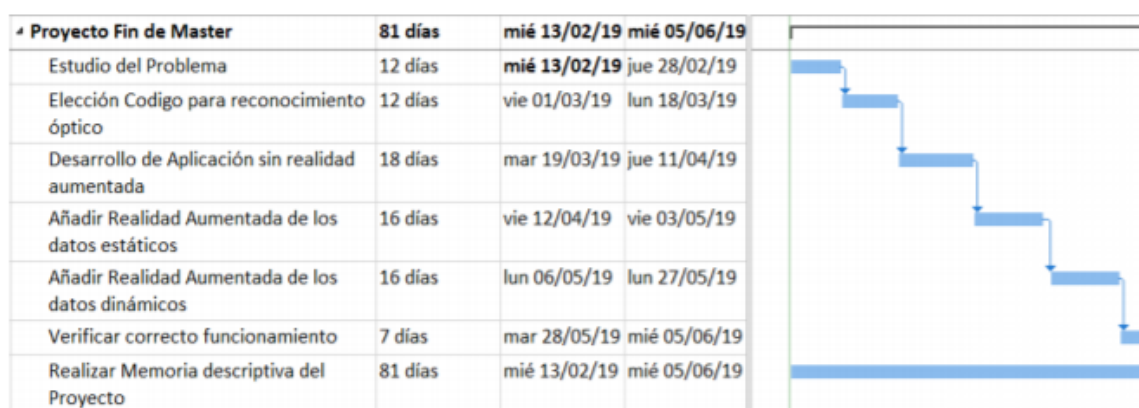 Proyecto Fin de Master 81 días mié 13/02/19 mié 05/06/19
Estudio del Problema 12 días mié 13/02/19 jue 28/02/19
Elección Codigo para reconocimiento 12 días vie 01/03/19 lun 18/03/19
óptico
Desarrollo de Aplicación sin realidad 18 días mar 19/03/19 jue 11/04/19
aumentada
Añadir Realidad Aumentada de los 16 días vie 12/04/19 vie 03/05/19
datos estáticos
Añadir Realidad Aumentada de los 16 días lun 06/05/19 lun 27/05/19
datos dinámicos
Verificar correcto funcionamiento 7 días mar 28/05/19 mié 05/06/19
Realizar Memoria descriptiva del 81 días mié 13/02/19 mié 05/06/19
Proyecto